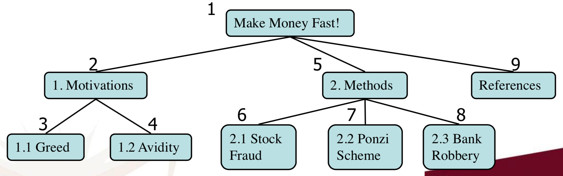 1
Make Money Fast!
2
5
9
1. Motivations
2. Methods
References
3
4
6
7
8
1.1 Greed
1.2 Avidity
2.1 Stock
Fraud
2.2 Ponzi
Scheme
2.3 Bank
Robbery